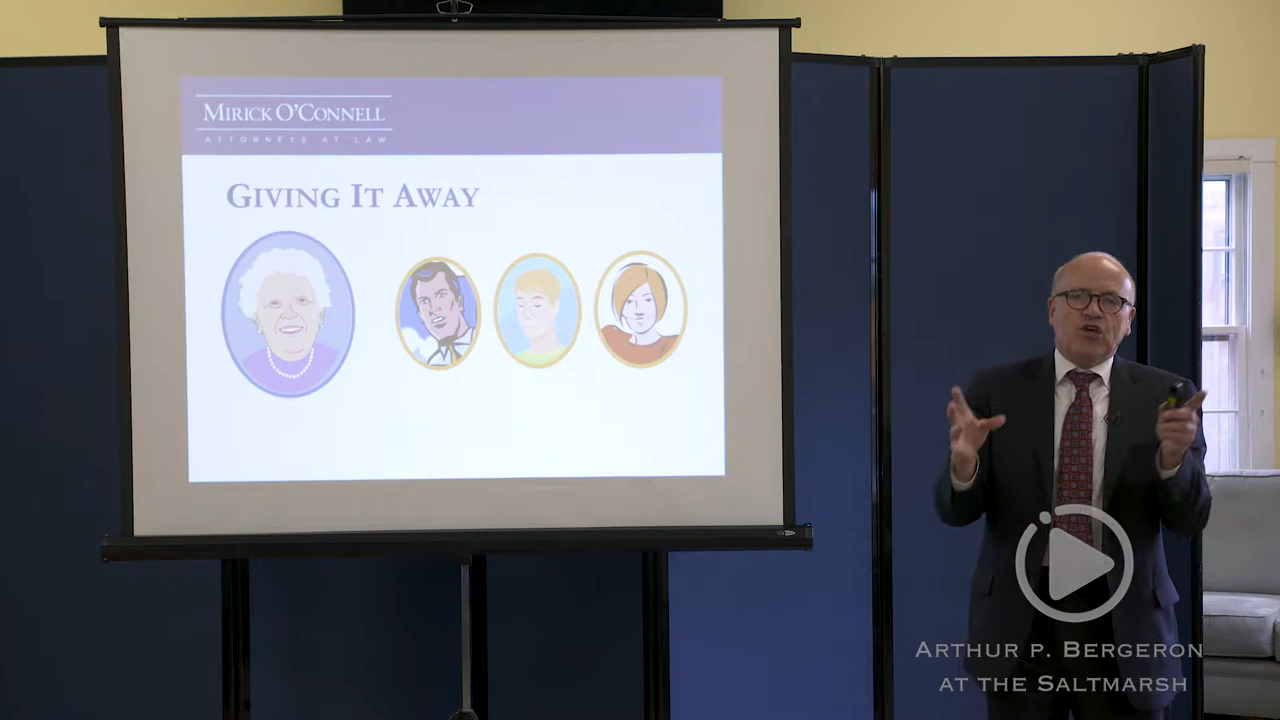 MIRICK O'CONNELL
ATTORNEYS AT LAW
GIVING IT AWAY
ARTHUR P. BERGERON
AT THE SALTMARSH